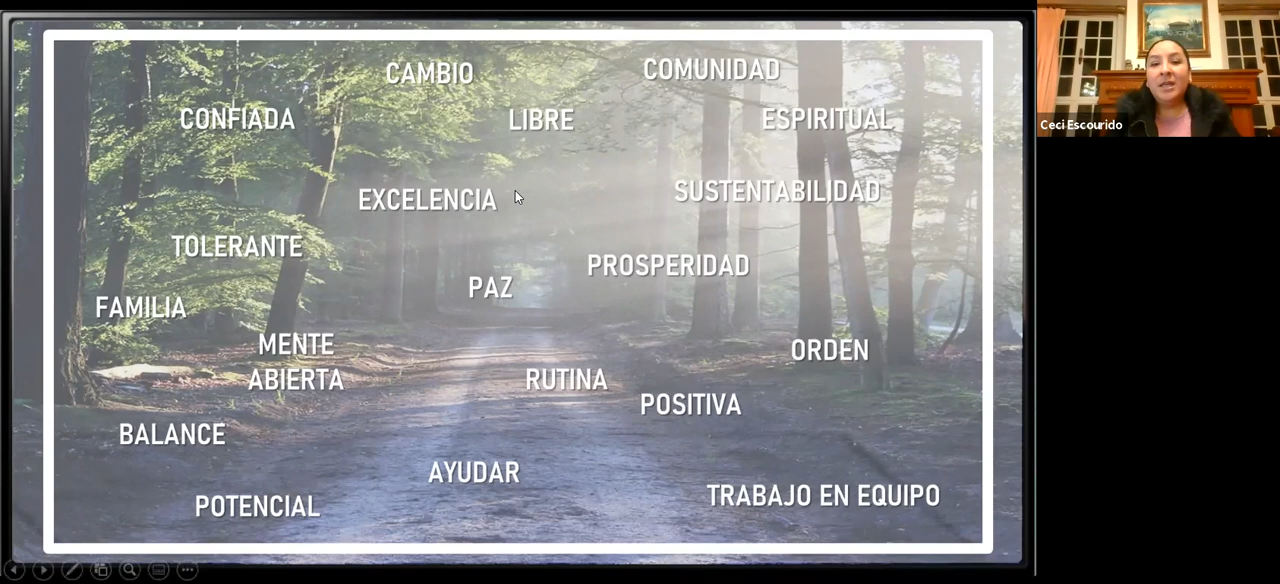 CAMBIO
COMUNIDAD
CONFIADA
LIBRE
ESPIRITUAL
EXCELENCIA
SUSTENTABILIDAD
TOLERANTE
PROSPERIDAD
PAZ
FAMILIA
MENTE
ABIERTA
ORDEN
RUTINA
POSITIVA
BALANCE
AYUDAR
POTENCIAL
TRABAJO EN EQUIPO
Ceci Escourido